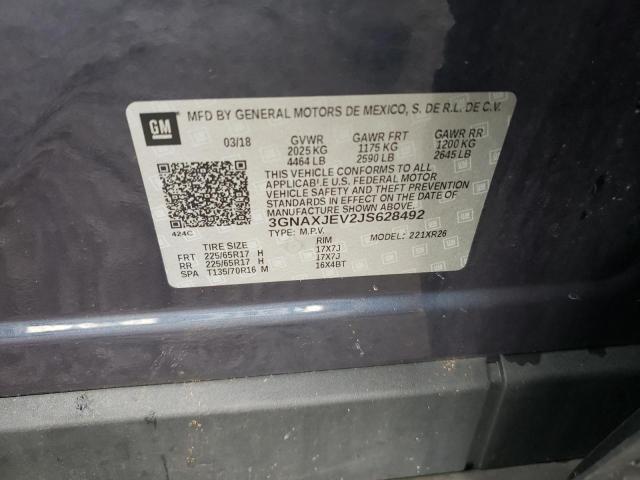 GM
MFD BY GENERAL MOTORS DE MEXICO, S. DE R.L. DE C.V.
03/18 GVWR GAWR FRT GAWR RR
2025 KG 1175 KG 1200 KG
4464 LB 2590 LB 2645 LB
THIS VEHICLE CONFORMS TO ALL
APPLICABLE U.S. FEDERAL MOTOR
VEHICLE SAFETY AND THEFT PREVENTION
STANDARDS IN EFFECT ON THE DATE OF
MANUFACTURE SHOWN ABOVE.
3GNAXJEV2JS628492
424C TYPE: M.P.V. MODEL: 221XR26
TIRE SIZE RIM
FRT 225/65R17 H 17X7J
RR 225/65R17 H 17X7J
SPA T135/70R16 M 16X4BT